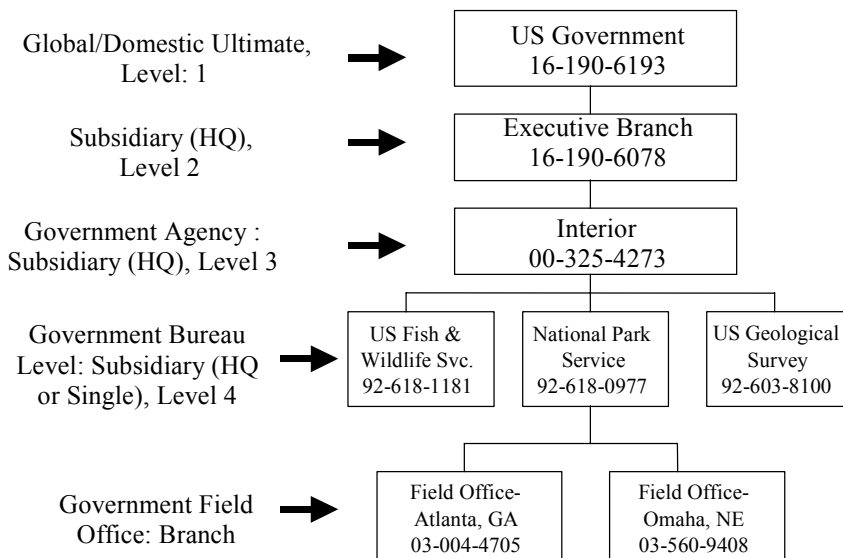 Global/Domestic Ultimate,
Level: 1
US Government
16-190-6193
Subsidiary (HQ),
Level 2
Executive Branch
16-190-6078
Government Agency :
Subsidiary (HQ), Level 3
Interior
00-325-4273
Government Bureau
Level: Subsidiary (HQ
or Single), Level 4
US Fish &
Wildlife Svc.
92-618-1181
National Park
Service
92-618-0977
US Geological
Survey
92-603-8100
Government Field
Office: Branch
Field Office-
Atlanta, GA
03-004-4705
Field Office-
Omaha, NE
03-560-9408